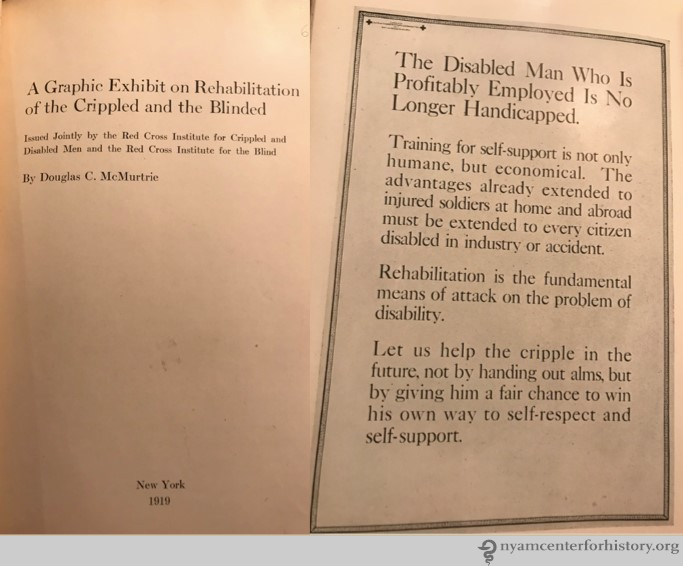 A Graphic Exhibit on Rehabilitation
of the Crippled and the Blinded
Issued Jointly by the Red Cross Institute for Crippled and
Disabled Men and the Red Cross Institute for the Blind
By Douglas C. McMurtrie
New York
1919
The Disabled Man Who Is
Profitably Employed Is No
Longer Handicapped.
Training for self-support is not only
humane, but economical. The
advantages already extended to
injured soldiers at home and abroad
must be extended to every citizen
disabled in industry or accident.
Rehabilitation is the fundamental
means of attack on the problem of
disability.
Let us help the cripple in the
future, not by handing out alms, but
by giving him a fair chance to win
his own way to self-respect and
self-support.
nyamcenterforhistory.org